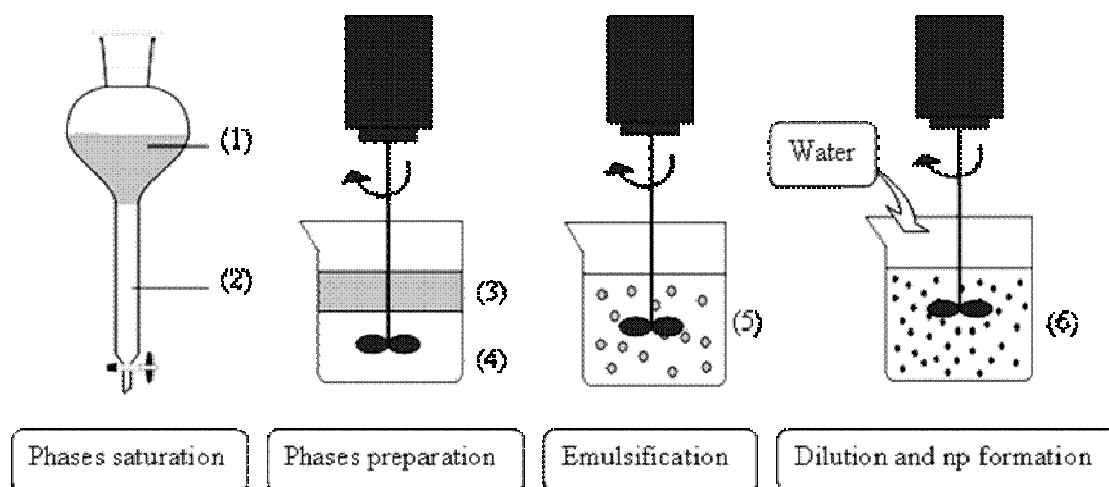 (1)
(2)
(3)
(4)
Water
(5)
(6)
Phases saturation
Phases preparation
Emulsification
Dilution and np formation